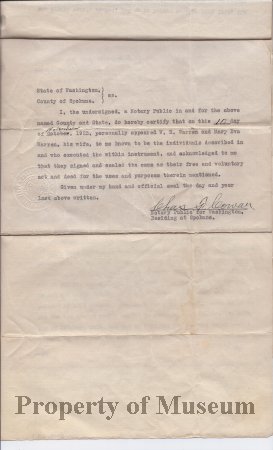 State of Washington, )
                     ) ss.
County of Spokane.   )
I, the undersigned, a Notary Public in and for the above
named County and State, do hereby certify that on this 1st day
of October, 1912, personally appeared W. H. Warren and Mary Eva
Warren, his wife, to me known to be the individuals described in
and who executed the within instrument, and acknowledged to me
that they signed and sealed the same as their free and voluntary
act and deed for the uses and purposes therein mentioned.
Given under my hand and official seal the day and year
last above written.
Chas. F. Cowan
Notary Public for Washington,
Residing at Spokane.
Property of Museum